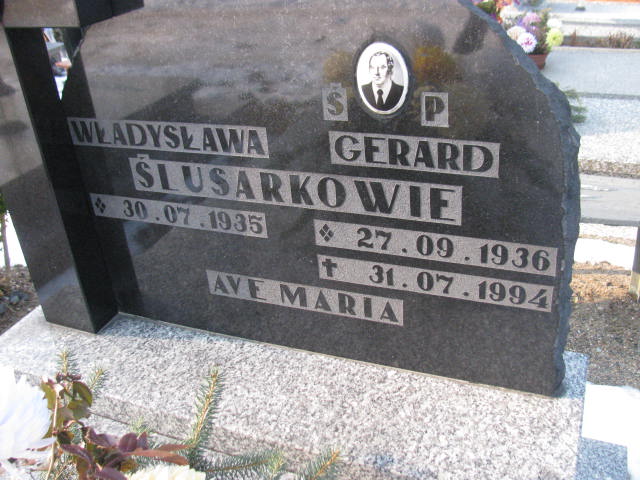 Ś P
WŁADYSŁAWA GERARD
ŚLUSARKOWIE
30.07.1935 27.09.1936
31.07.1994
AVE MARIA